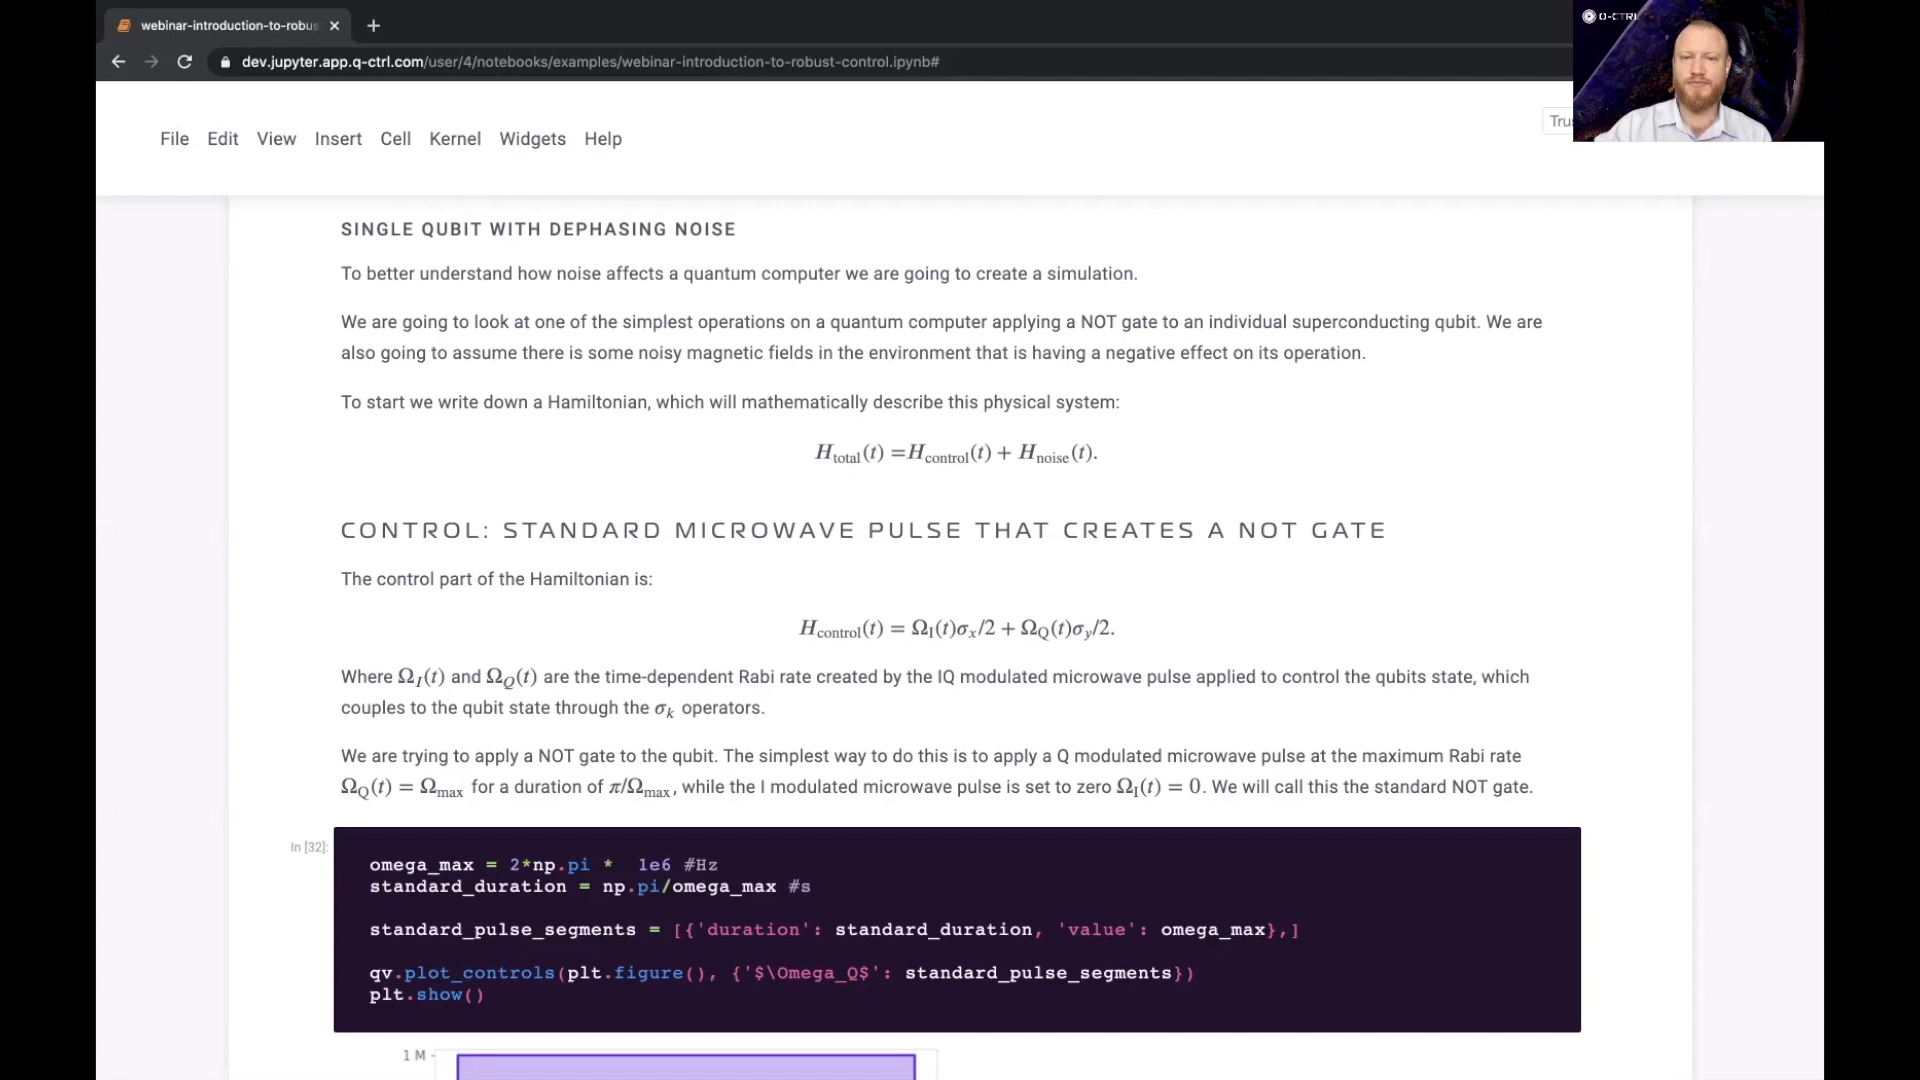 webinar-introduction-to-robus
Q-CTRL
dev.jupyter.app.q-ctrl.com/user/4/notebooks/examples/webinar-introduction-to-robust-control.ipynb#
File Edit View Insert Cell Kernel Widgets Help
Tru
SINGLE QUBIT WITH DEPHASING NOISE
To better understand how noise affects a quantum computer we are going to create a simulation.
We are going to look at one of the simplest operations on a quantum computer applying a NOT gate to an individual superconducting qubit. We are
also going to assume there is some noisy magnetic fields in the environment that is having a negative effect on its operation.
To start we write down a Hamiltonian, which will mathematically describe this physical system:
H_total(t) =H_control(t) + H_noise(t).
CONTROL: STANDARD MICROWAVE PULSE THAT CREATES A NOT GATE
The control part of the Hamiltonian is:
H_control(t) = Ω_I(t)σ_x/2 + Ω_Q(t)σ_y/2.
Where Ω_I(t) and Ω_Q(t) are the time-dependent Rabi rate created by the IQ modulated microwave pulse applied to control the qubits state, which
couples to the qubit state through the σ_k operators.
We are trying to apply a NOT gate to the qubit. The simplest way to do this is to apply a Q modulated microwave pulse at the maximum Rabi rate
Ω_Q(t) = Ω_max for a duration of π/Ω_max, while the I modulated microwave pulse is set to zero Ω_I(t) = 0. We will call this the standard NOT gate.
In [32]:
omega_max = 2*np.pi *  1e6 #Hz
standard_duration = np.pi/omega_max #s
standard_pulse_segments = [{'duration': standard_duration, 'value': omega_max},]
qv.plot_controls(plt.figure(), {'$\Omega_Q$': standard_pulse_segments})
plt.show()
1 M